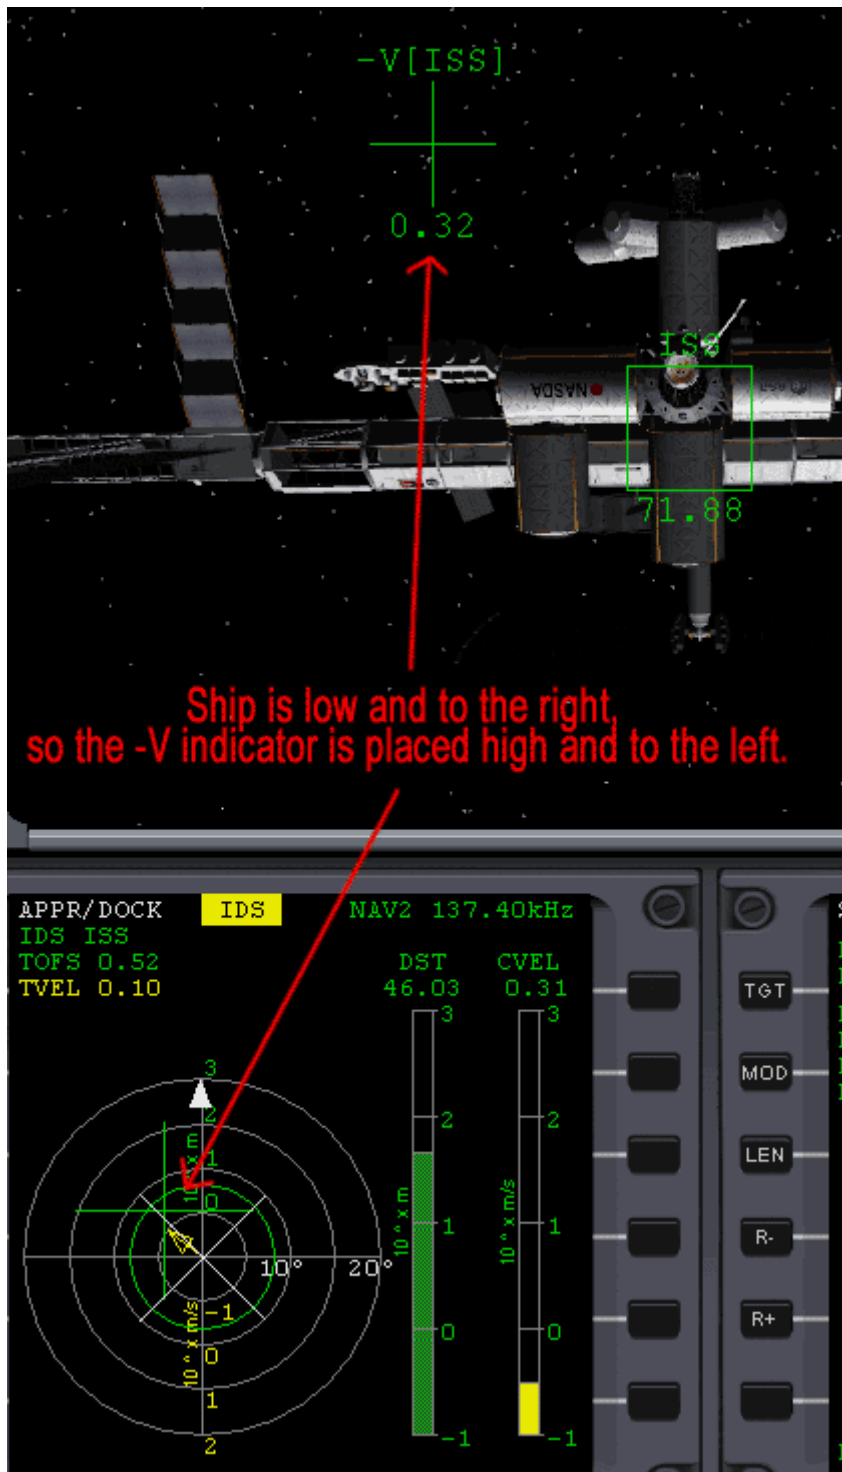 -V[ISS]
0.32
ISS
NASDA
71.88
Ship is low and to the right,
so the -V indicator is placed high and to the left.
APPR/DOCK IDS NAV2 137.40kHz
IDS ISS
TOFS 0.52 DST CVEL
TVEL 0.10 46.03 0.31
TGT
MOD
LEN
R-
R+
3
2
1
0
10^ x m
10° 20°
-1
0
1
2
10^ x m/s
3
2
1
0
-1
10^ x m
3
2
1
0
-1
10^ x m/s